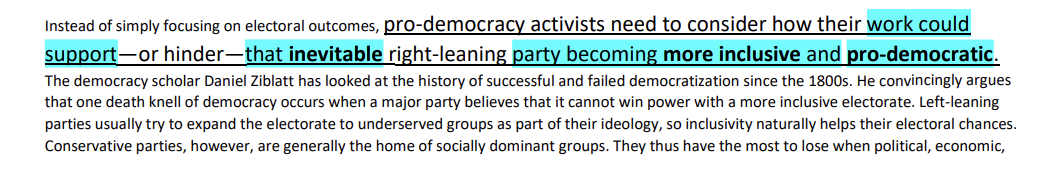 Instead of simply focusing on electoral outcomes, pro-democracy activists need to consider how their work could
support—or hinder—that inevitable right-leaning party becoming more inclusive and pro-democratic.
The democracy scholar Daniel Ziblatt has looked at the history of successful and failed democratization since the 1800s. He convincingly argues
that one death knell of democracy occurs when a major party believes that it cannot win power with a more inclusive electorate. Left-leaning
parties usually try to expand the electorate to underserved groups as part of their ideology, so inclusivity naturally helps their electoral chances.
Conservative parties, however, are generally the home of socially dominant groups. They thus have the most to lose when political, economic,